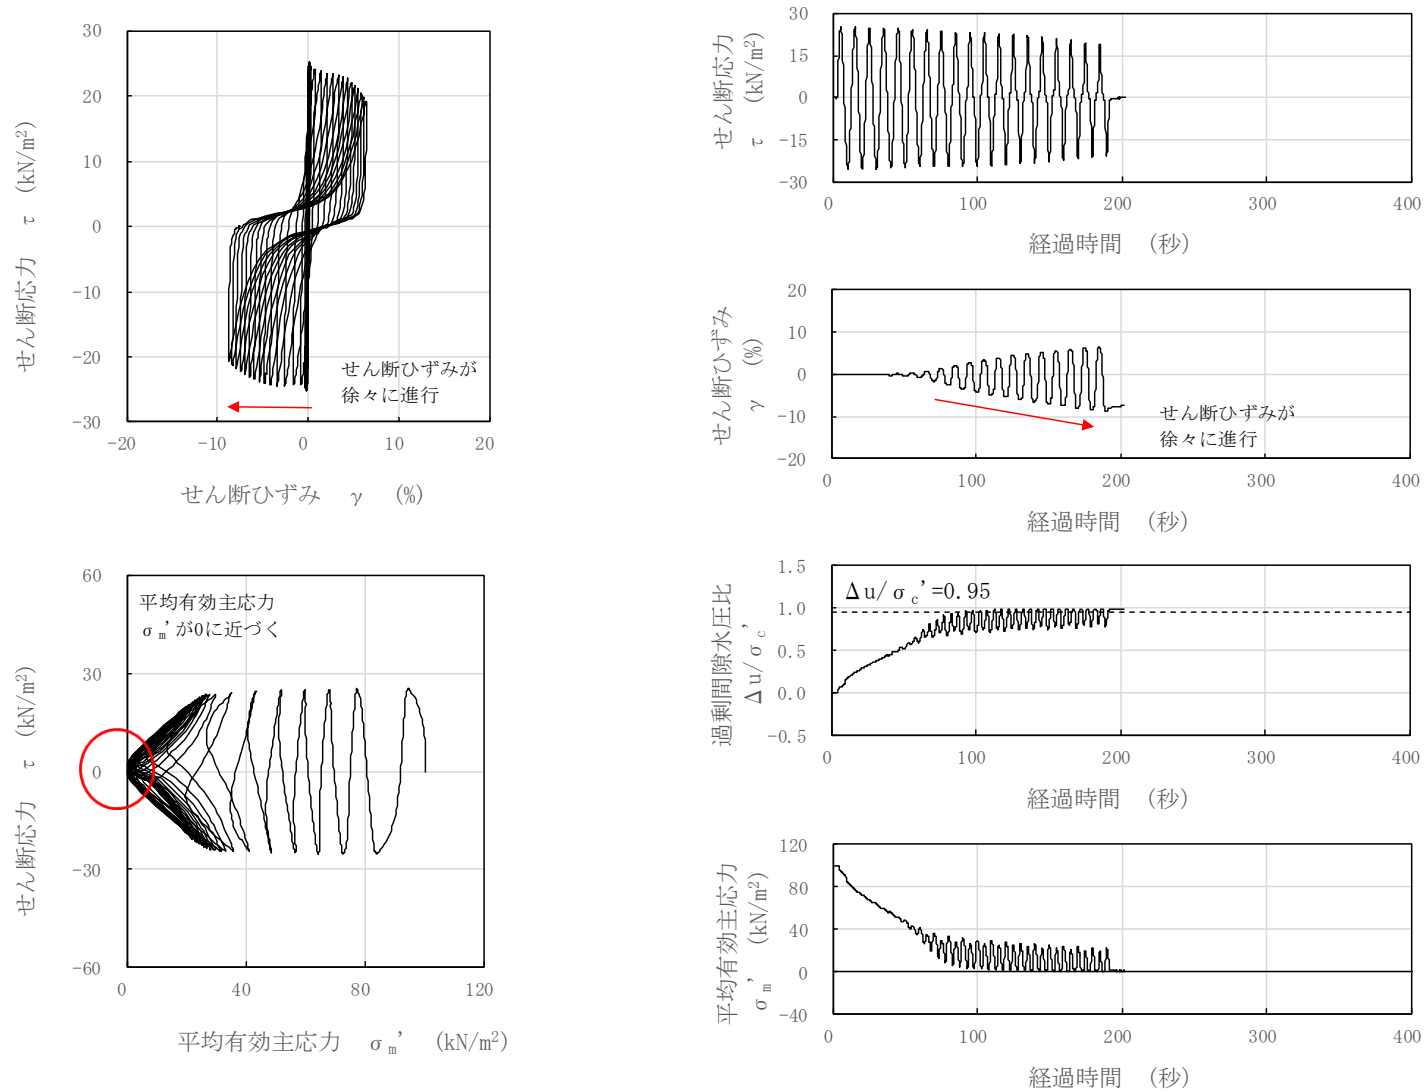 30
20
10
0
-10
-20
-30
-20
-10
0
10
20
せん断応力 τ (kN/m²)
せん断ひずみ γ (%)
せん断ひずみが
徐々に進行
30
15
0
-15
-30
0
100
200
300
400
せん断応力
τ (kN/m²)
経過時間 (秒)
20
10
0
-10
-20
0
100
200
300
400
せん断ひずみ
γ (%)
経過時間 (秒)
せん断ひずみが
徐々に進行
60
30
0
-30
-60
0
40
80
120
せん断応力 τ (kN/m²)
平均有効主応力 σm' (kN/m²)
平均有効主応力
σm'が0に近づく
1.5
1.0
0.5
0.0
-0.5
0
100
200
300
400
過剰間隙水圧比
Δu/σc'
Δu/σc'=0.95
経過時間 (秒)
120
80
40
0
-40
0
100
200
300
400
平均有効主応力
σm' (kN/m²)
経過時間 (秒)